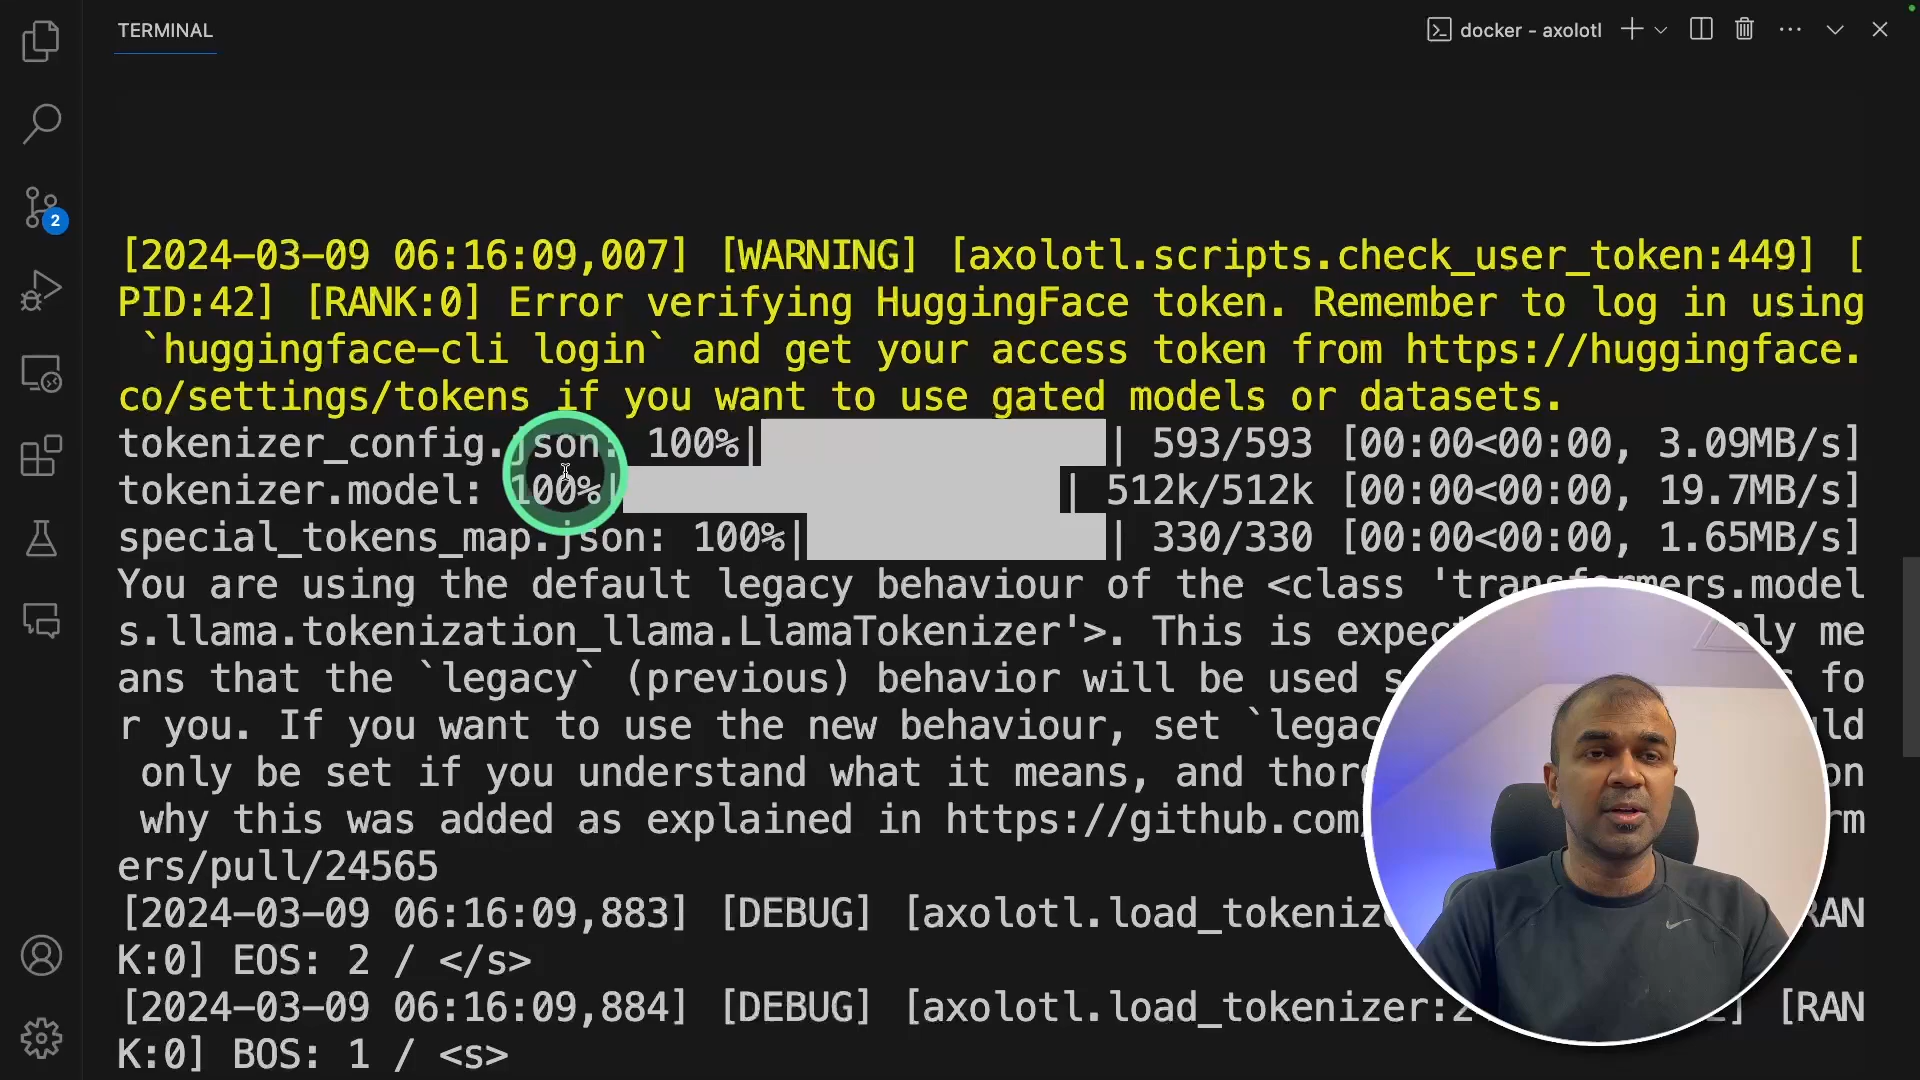 TERMINAL
docker - axolotl
2
[2024-03-09 06:16:09,007] [WARNING] [axolotl.scripts.check_user_token:449] [
PID:42] [RANK:0] Error verifying HuggingFace token. Remember to log in using
`huggingface-cli login` and get your access token from https://huggingface.
co/settings/tokens if you want to use gated models or datasets.
tokenizer_config.json: 100%| | 593/593 [00:00<00:00, 3.09MB/s]
tokenizer.model: 100%| | 512k/512k [00:00<00:00, 19.7MB/s]
special_tokens_map.json: 100%| | 330/330 [00:00<00:00, 1.65MB/s]
You are using the default legacy behaviour of the <class 'transformers.model
s.llama.tokenization_llama.LlamaTokenizer'>. This is me
ans that the `legacy` (previous) behavior will be used fo
r you. If you want to use the new behaviour, set
only be set if you understand what it means, and on
why this was added as explained in https://github.com
ers/pull/24565
[2024-03-09 06:16:09,883] [DEBUG] RAN
K:0] EOS: 2 / </s>
[2024-03-09 06:16:09,884] [DEBUG] [axolotl.load_tokenizer:2 ] [RAN
K:0] BOS: 1 / <s>